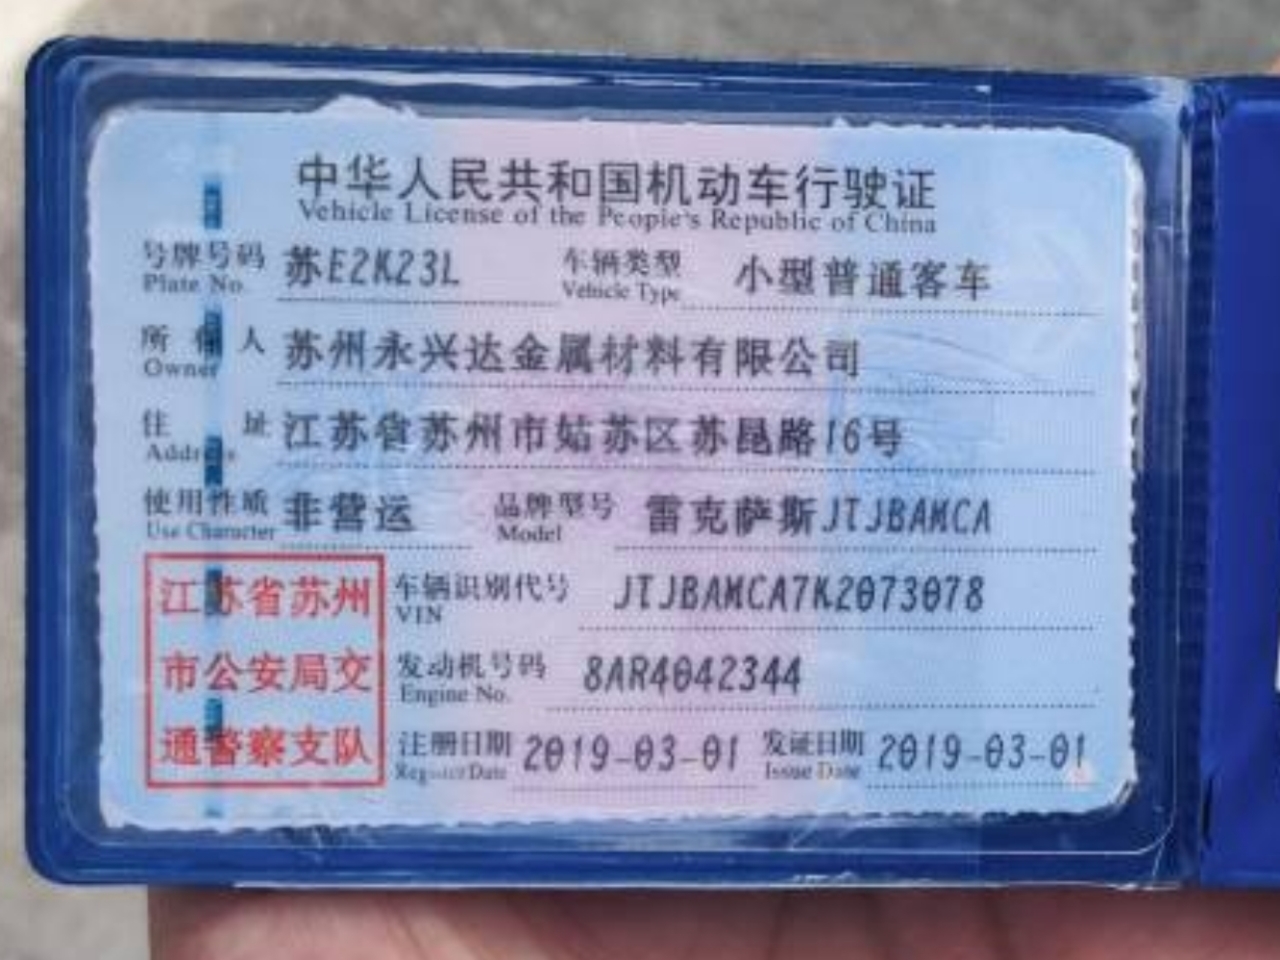 中华人民共和国机动车行驶证
Vehicle License of the People's Republic of China
号牌号码 苏E2K23L 车辆类型 小型普通客车
Plate No. Vehicle Type
所有人 苏州永兴达金属材料有限公司
Owner
住址 江苏省苏州市姑苏区苏昆路16号
Address
使用性质 非营运 品牌型号 雷克萨斯JTJBAMCA
Use Character Model
江苏省苏州 车辆识别代号 JTJBAMCA7K2073078
VIN
市公安局交 发动机号码 8AR4042344
Engine No.
通警察支队 注册日期 2019-03-01 发证日期 2019-03-01
Register Date Issue Date